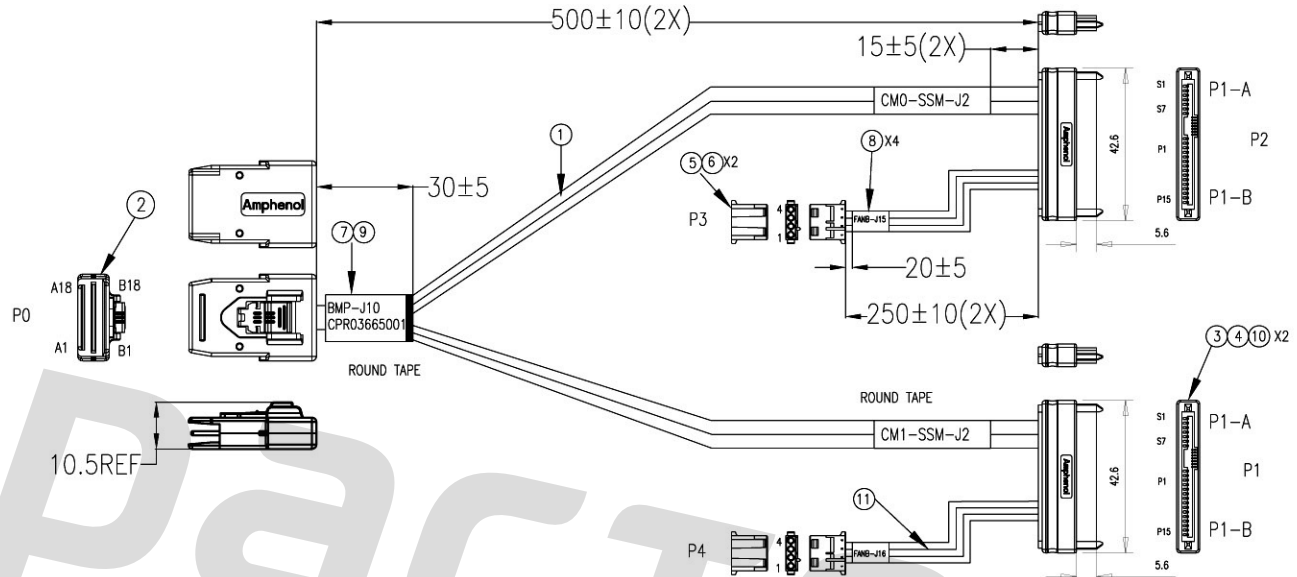 500±10(2X)
15±5(2X)
CM0-SSM-J2
S1
S7
P1
P15
P1-A
P2
P1-B
42.6
Amphenol
5.6
1
8 X4
5 6 X2
P3
4
1
FANB-J15
20±5
250±10(2X)
30±5
Amphenol
2
7 9
A18
B18
P0
A1
B1
BMP-J10
CPR03665001
ROUND TAPE
10.5REF
3 4 10 X2
ROUND TAPE
CM1-SSM-J2
S1
S7
P1
P15
P1-A
P1
P1-B
42.6
Amphenol
5.6
11
P4
4
1
FANB-J16